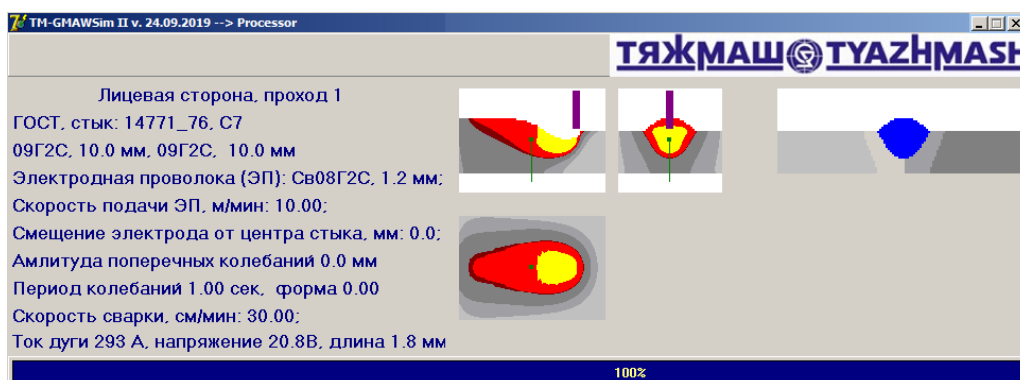 TM-GMAWSim II v. 24.09.2019 --> Processor
ТЯЖМАШ TYAZHMASH
Лицевая сторона, проход 1
ГОСТ, стык: 14771_76, С7
09Г2С, 10.0 мм, 09Г2С, 10.0 мм
Электродная проволока (ЭП): Св08Г2С, 1.2 мм;
Скорость подачи ЭП, м/мин: 10.00;
Смещение электрода от центра стыка, мм: 0.0;
Амлитуда поперечных колебаний 0.0 мм
Период колебаний 1.00 сек, форма 0.00
Скорость сварки, см/мин: 30.00;
Ток дуги 293 А, напряжение 20.8В, длина 1.8 мм
100%